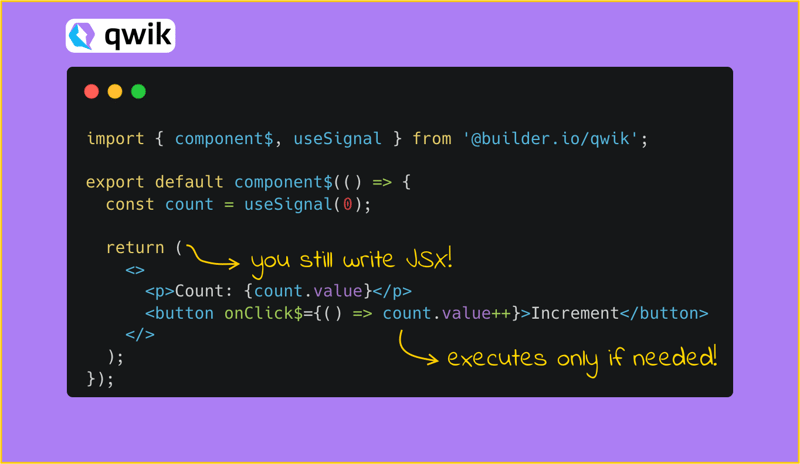 qwik
import { component$, useSignal } from '@builder.io/qwik';
export default component$(() => {
const count = useSignal(0);
return (
you still write JSX!
<>
<p>Count: {count.value}</p>
<button onClick$={() => count.value++}>Increment</button>
</>
executes only if needed!
);
});